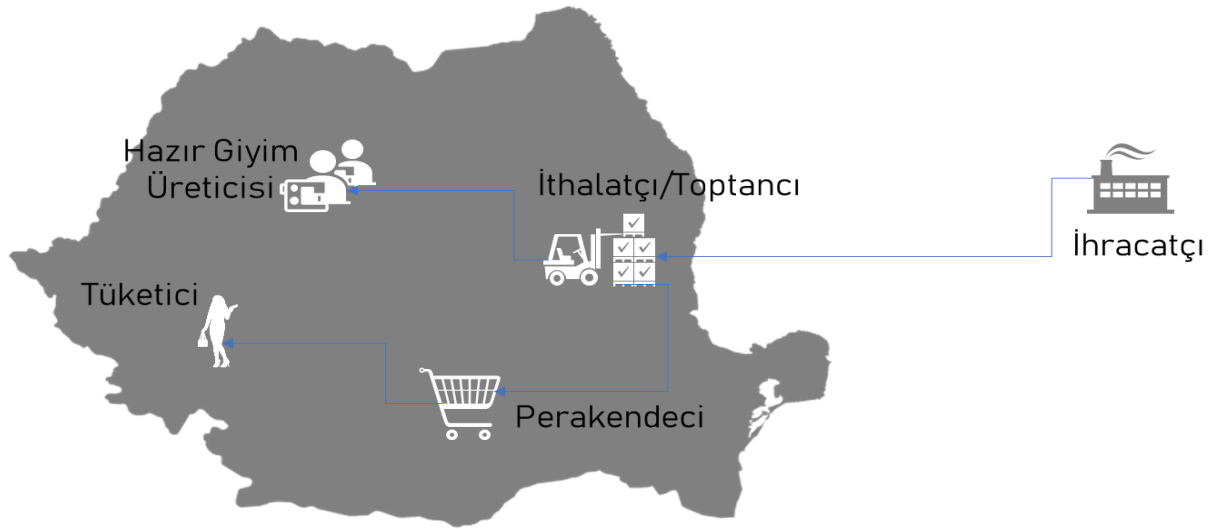 Hazır Giyim
Üreticisi
İthalatçı/Toptancı
İhracatçı
Tüketici
Perakendeci